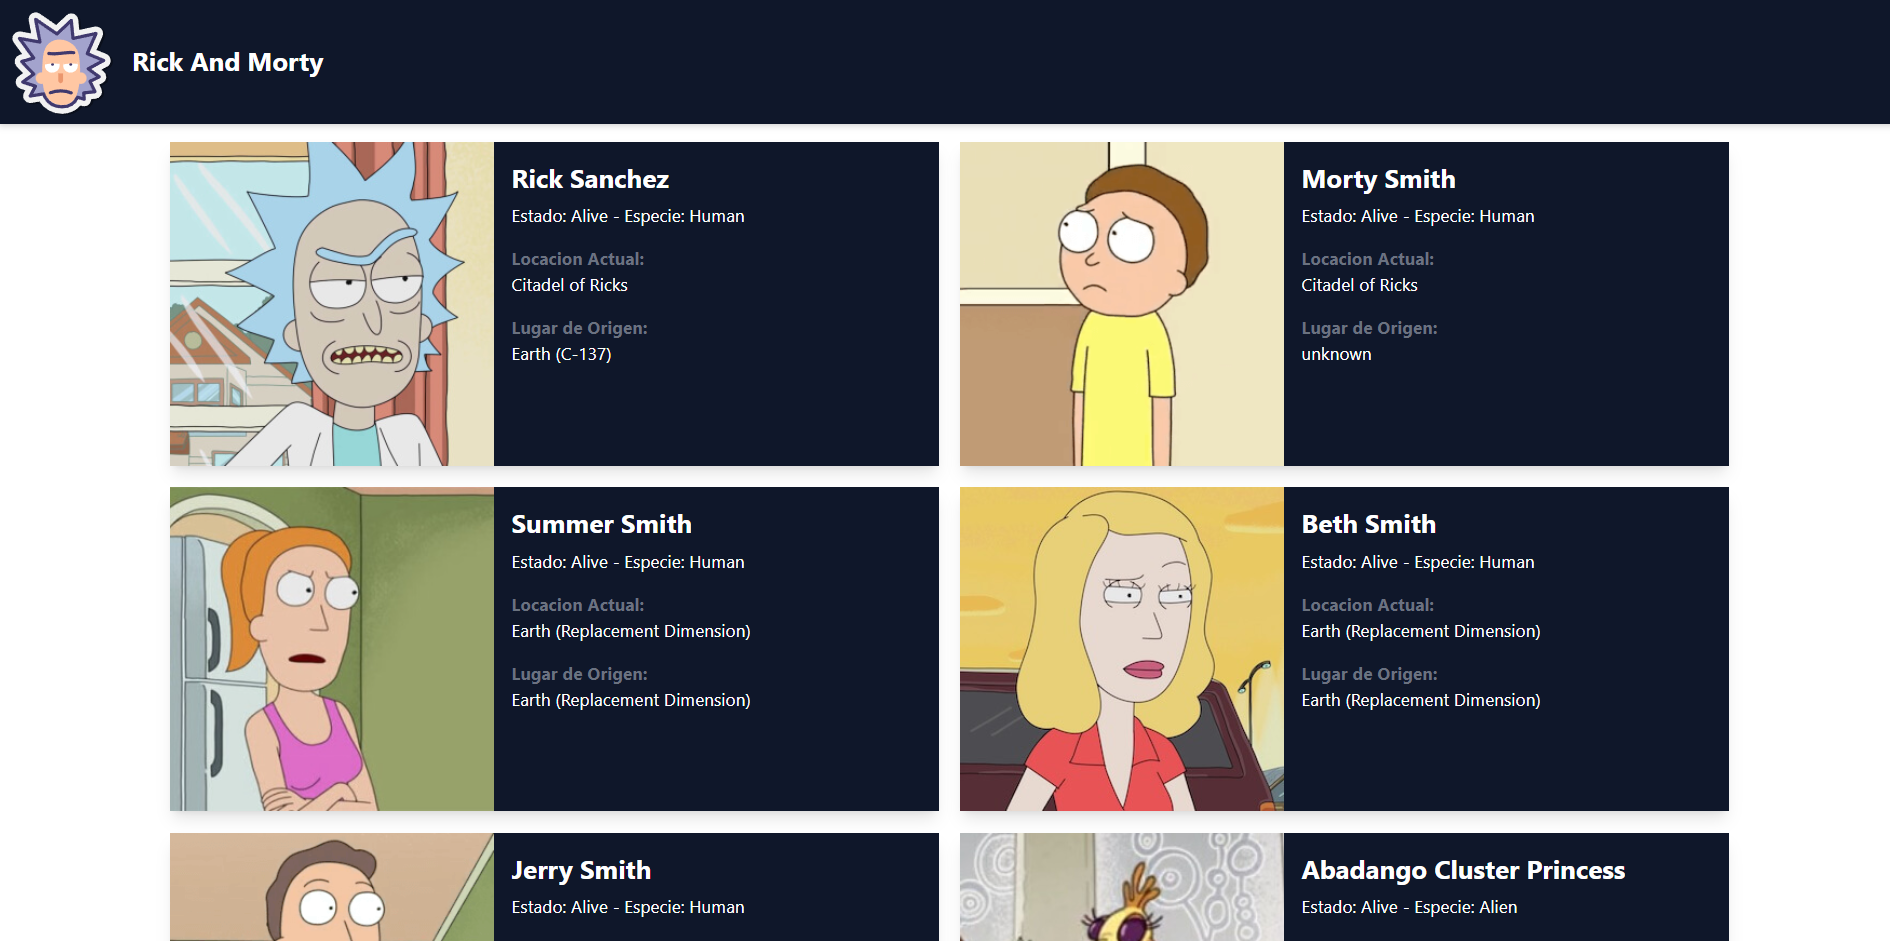 Rick And Morty
Rick Sanchez
Estado: Alive - Especie: Human
Locacion Actual:
Citadel of Ricks
Lugar de Origen:
Earth (C-137)
Morty Smith
Estado: Alive - Especie: Human
Locacion Actual:
Citadel of Ricks
Lugar de Origen:
unknown
Summer Smith
Estado: Alive - Especie: Human
Locacion Actual:
Earth (Replacement Dimension)
Lugar de Origen:
Earth (Replacement Dimension)
Beth Smith
Estado: Alive - Especie: Human
Locacion Actual:
Earth (Replacement Dimension)
Lugar de Origen:
Earth (Replacement Dimension)
Jerry Smith
Estado: Alive - Especie: Human
Abadango Cluster Princess
Estado: Alive - Especie: Alien